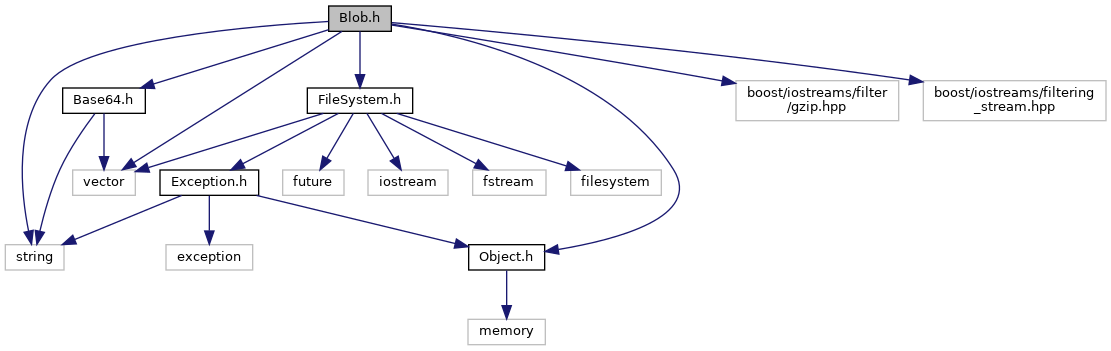 Blob.h
Base64.h
FileSystem.h
boost/iostreams/filter
/gzip.hpp
boost/iostreams/filtering
_stream.hpp
vector
Exception.h
future
iostream
fstream
filesystem
string
exception
Object.h
memory